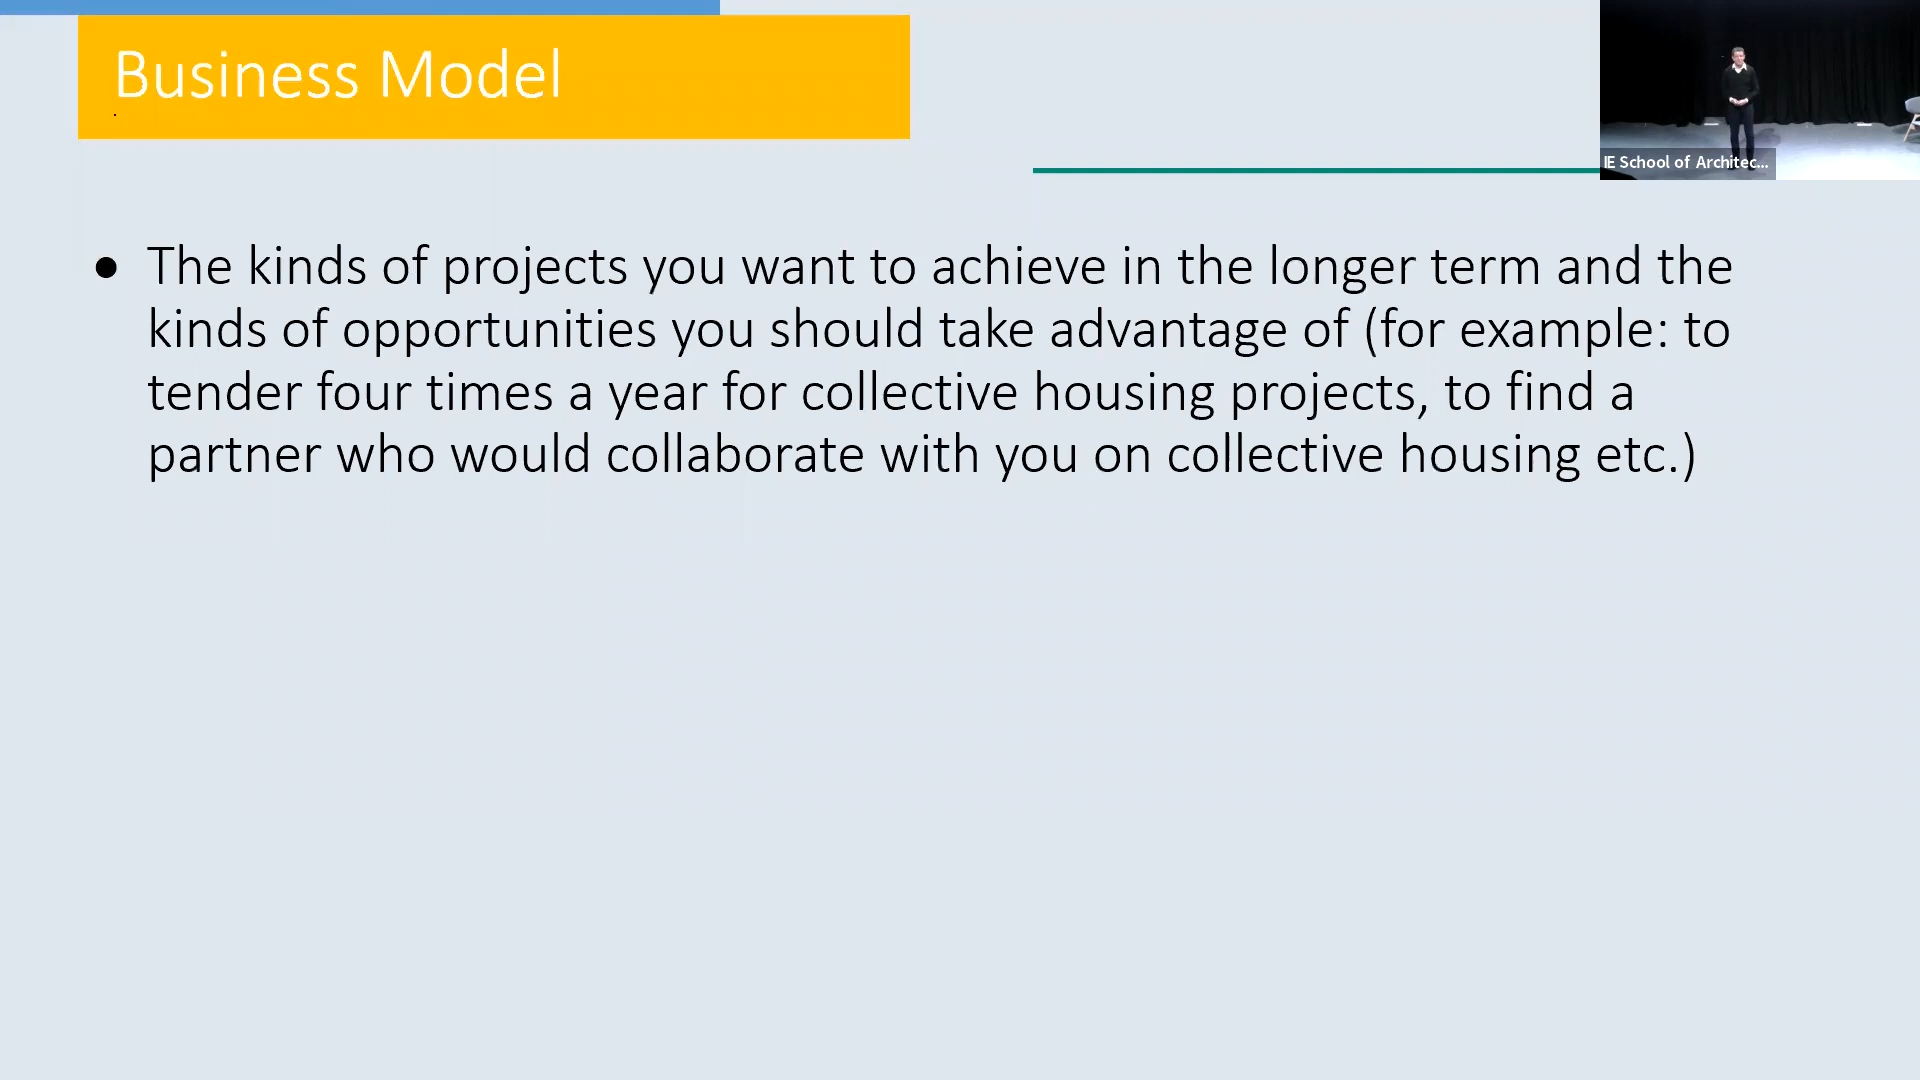 Business Model
.
IE School of Architec...
● The kinds of projects you want to achieve in the longer term and the
kinds of opportunities you should take advantage of (for example: to
tender four times a year for collective housing projects, to find a
partner who would collaborate with you on collective housing etc.)